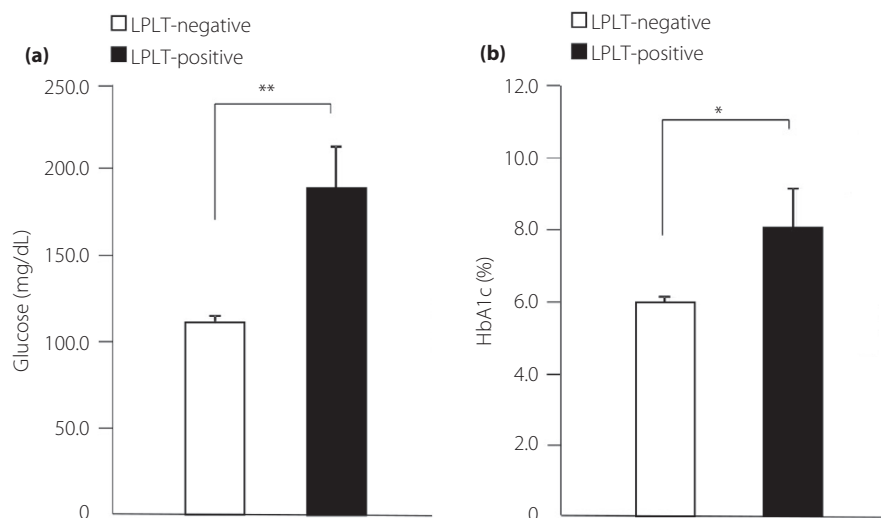 LPLT-negative
LPLT-positive
(a)
250.0
200.0
150.0
100.0
50.0
0
Glucose (mg/dL)
**
LPLT-negative
LPLT-positive
(b)
12.0
10.0
8.0
6.0
4.0
2.0
0
HbA1c (%)
*